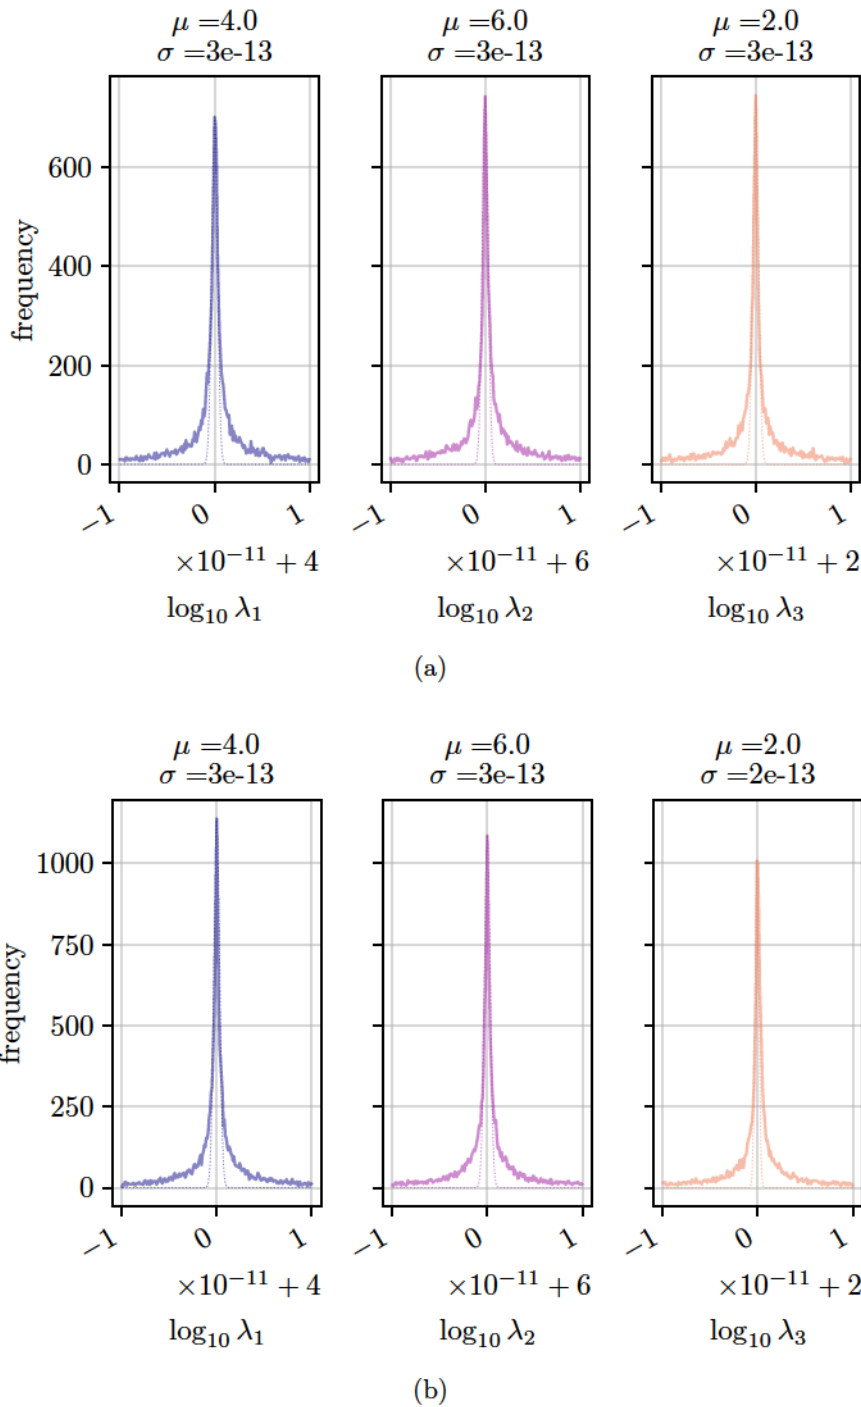 μ =4.0 μ =6.0 μ =2.0
σ =3e-13 σ =3e-13 σ =3e-13
frequency
600
400
200
0
−1 0 1 −1 0 1 −1 0 1
×10⁻¹¹ + 4 ×10⁻¹¹ + 6 ×10⁻¹¹ + 2
log₁₀ λ₁ log₁₀ λ₂ log₁₀ λ₃
(a)
μ =4.0 μ =6.0 μ =2.0
σ =3e-13 σ =3e-13 σ =2e-13
frequency
1000
750
500
250
0
−1 0 1 −1 0 1 −1 0 1
×10⁻¹¹ + 4 ×10⁻¹¹ + 6 ×10⁻¹¹ + 2
log₁₀ λ₁ log₁₀ λ₂ log₁₀ λ₃
(b)